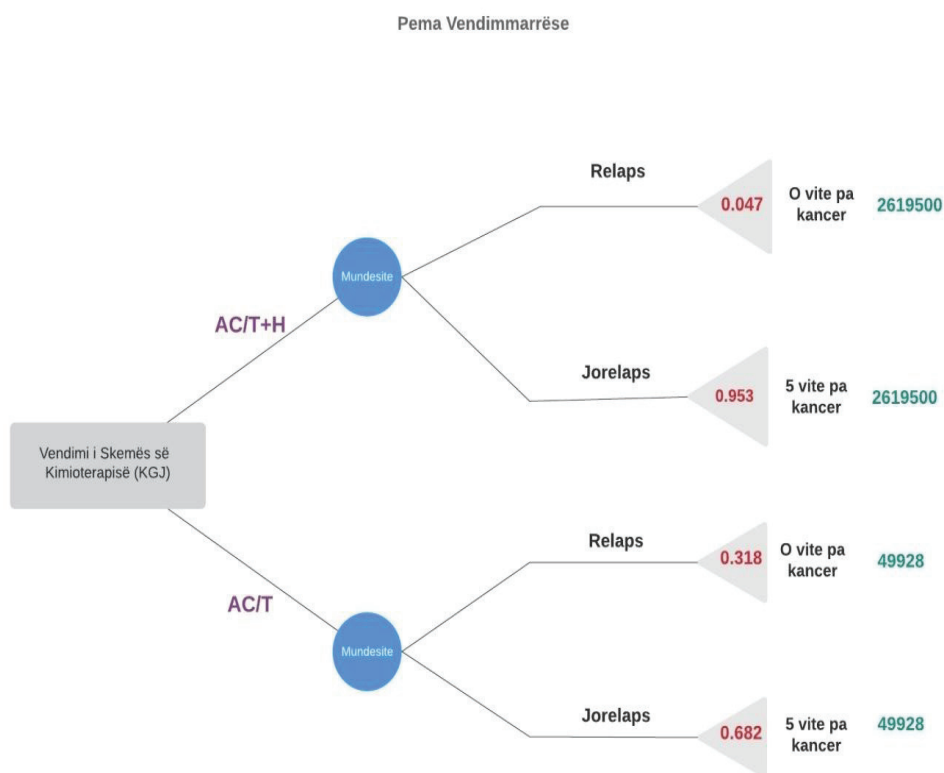 Pema Vendimmarrëse
Relaps
0.047
O vite pa
kancer
2619500
Mundesite
AC/T+H
Jorelaps
0.953
5 vite pa
kancer
2619500
Vendimi i Skemës së
Kimioterapisë (KGJ)
Relaps
0.318
O vite pa
kancer
49928
AC/T
Mundesite
Jorelaps
0.682
5 vite pa
kancer
49928